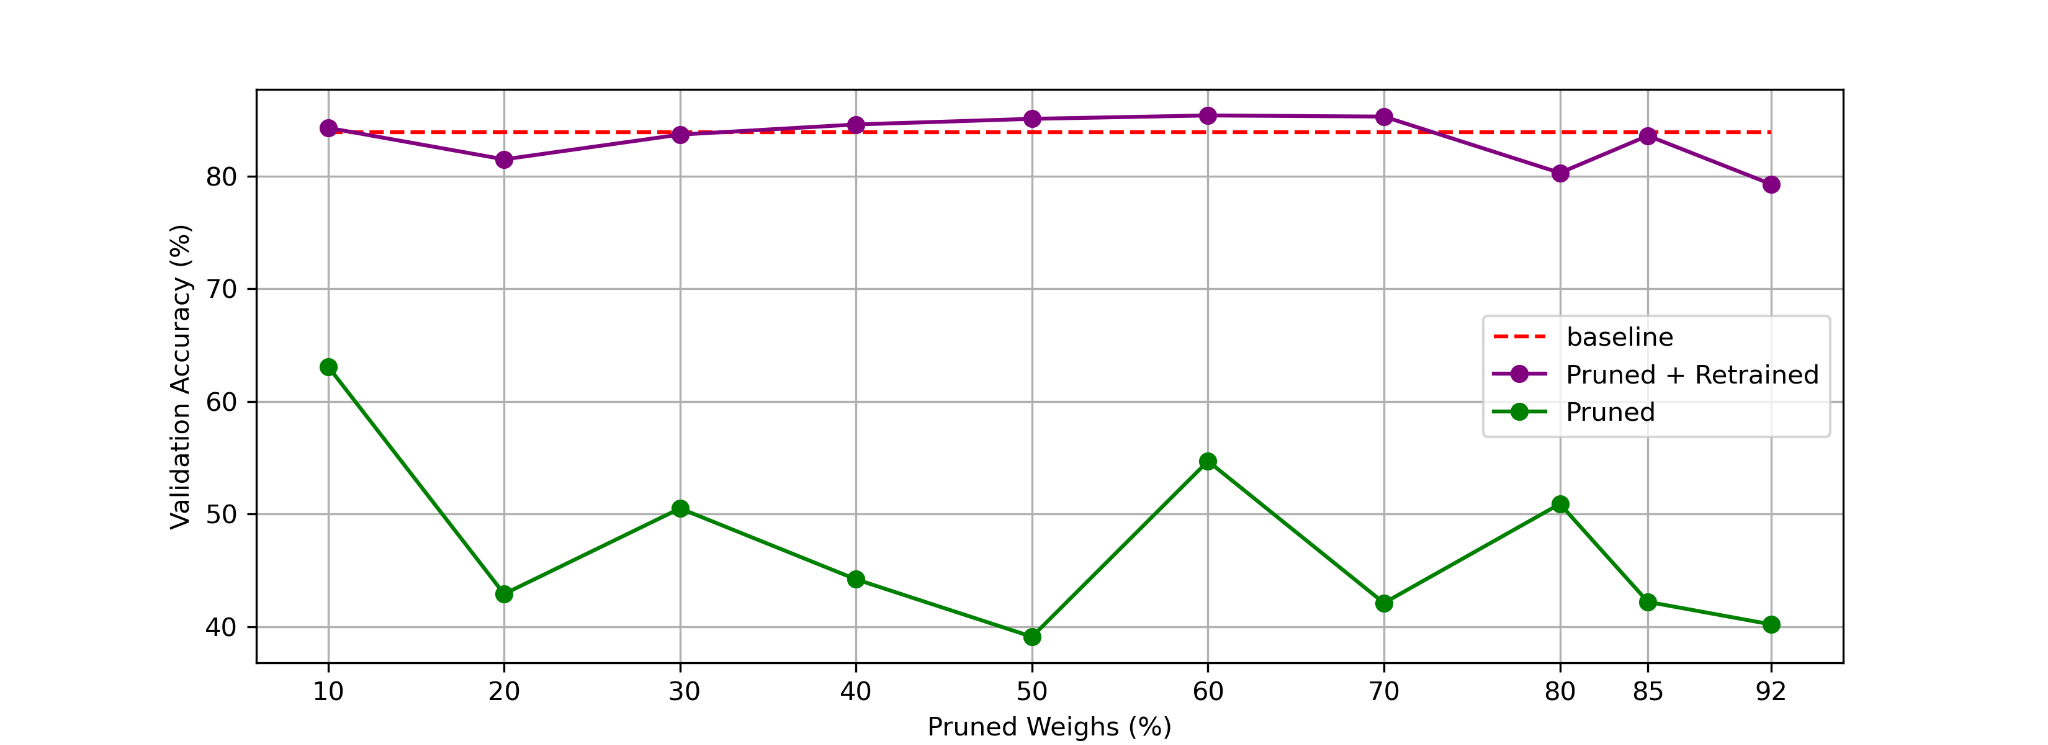 Validation Accuracy (%)
80
70
60
50
40
baseline
Pruned + Retrained
Pruned
10 20 30 40 50 60 70 80 85 92
Pruned Weighs (%)